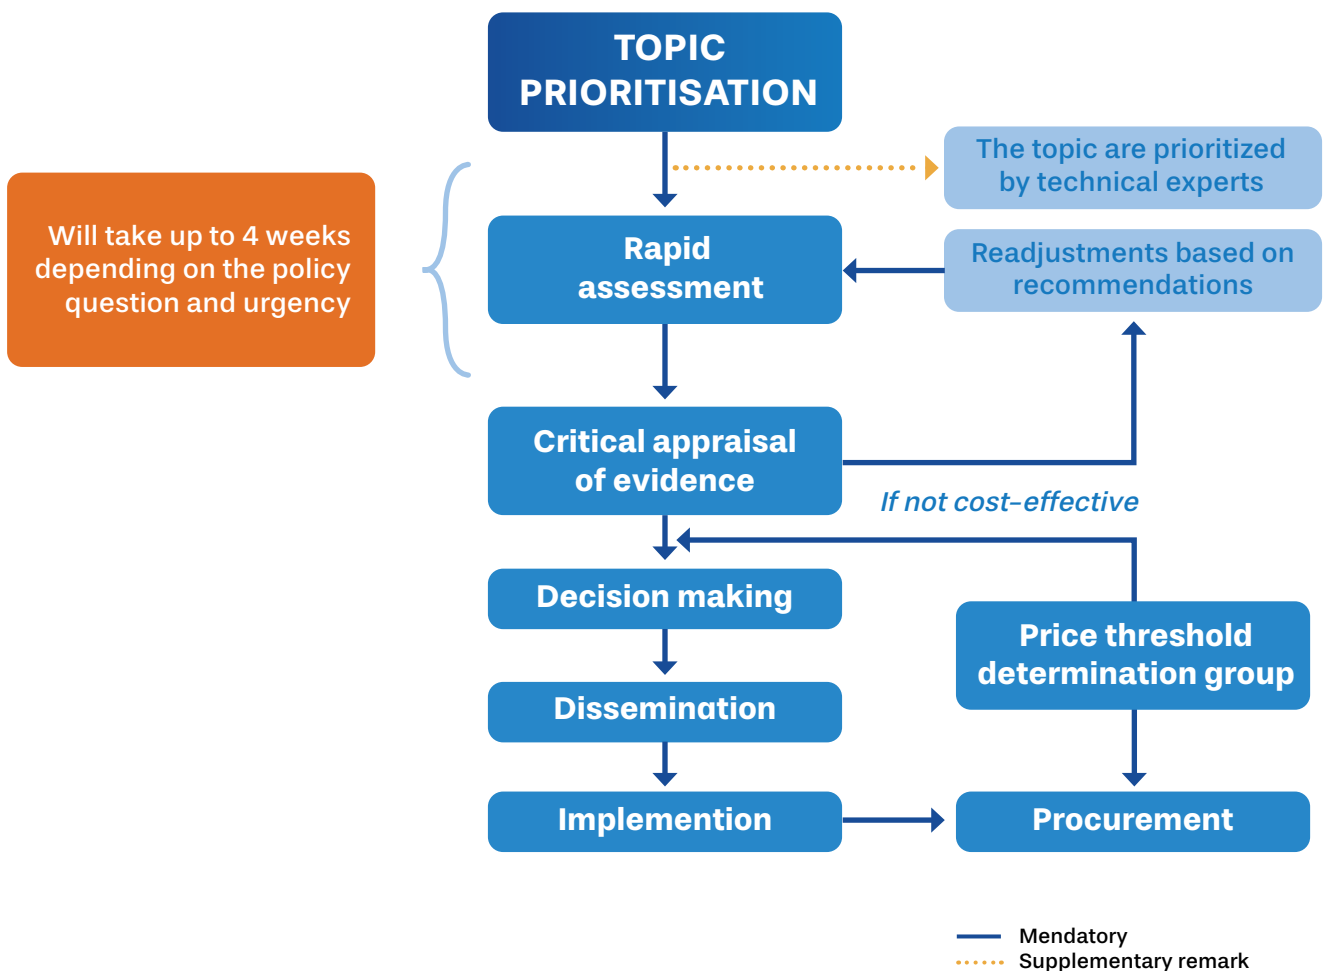 TOPIC
PRIORITISATION
The topic are prioritized
by technical experts
Will take up to 4 weeks
depending on the policy
question and urgency
Rapid
assessment
Readjustments based on
recommendations
Critical appraisal
of evidence
If not cost-effective
Decision making
Price threshold
determination group
Dissemination
Implemention
Procurement
Mendatory
Supplementary remark